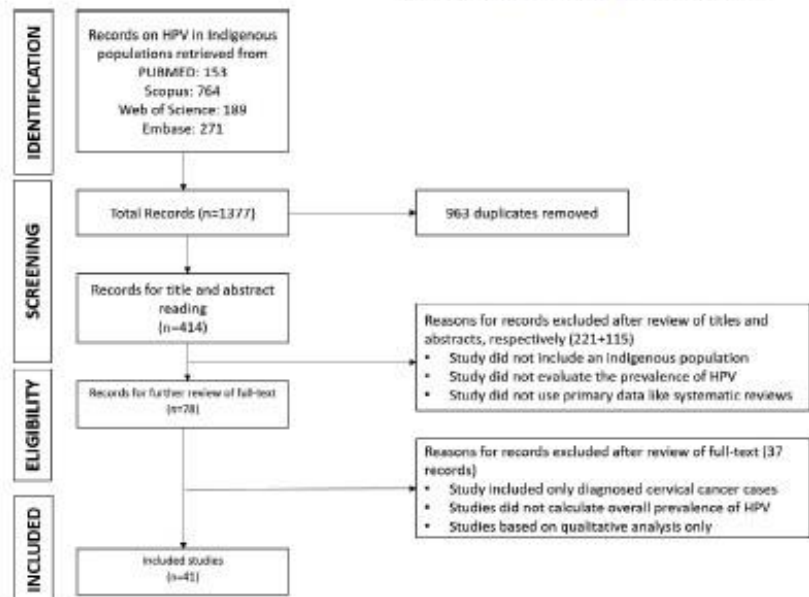 IDENTIFICATION
Records on HPV in Indigenous
populations retrieved from
PUBMED: 153
Scopus: 764
Web of Science: 189
Embase: 271
SCREENING
Total Records (n=1377)
963 duplicates removed
Records for title and abstract
reading
(n=414)
Reasons for records excluded after review of titles and
abstracts, respectively (221+115)
• Study did not include an Indigenous population
• Study did not evaluate the prevalence of HPV
• Study did not use primary data like systematic reviews
ELIGIBILITY
Records for further review of full-text
(n=78)
Reasons for records excluded after review of full-text (37
records)
• Study included only diagnosed cervical cancer cases
• Studies did not calculate overall prevalence of HPV
• Studies based on qualitative analysis only
INCLUDED
Included studies
(n=41)